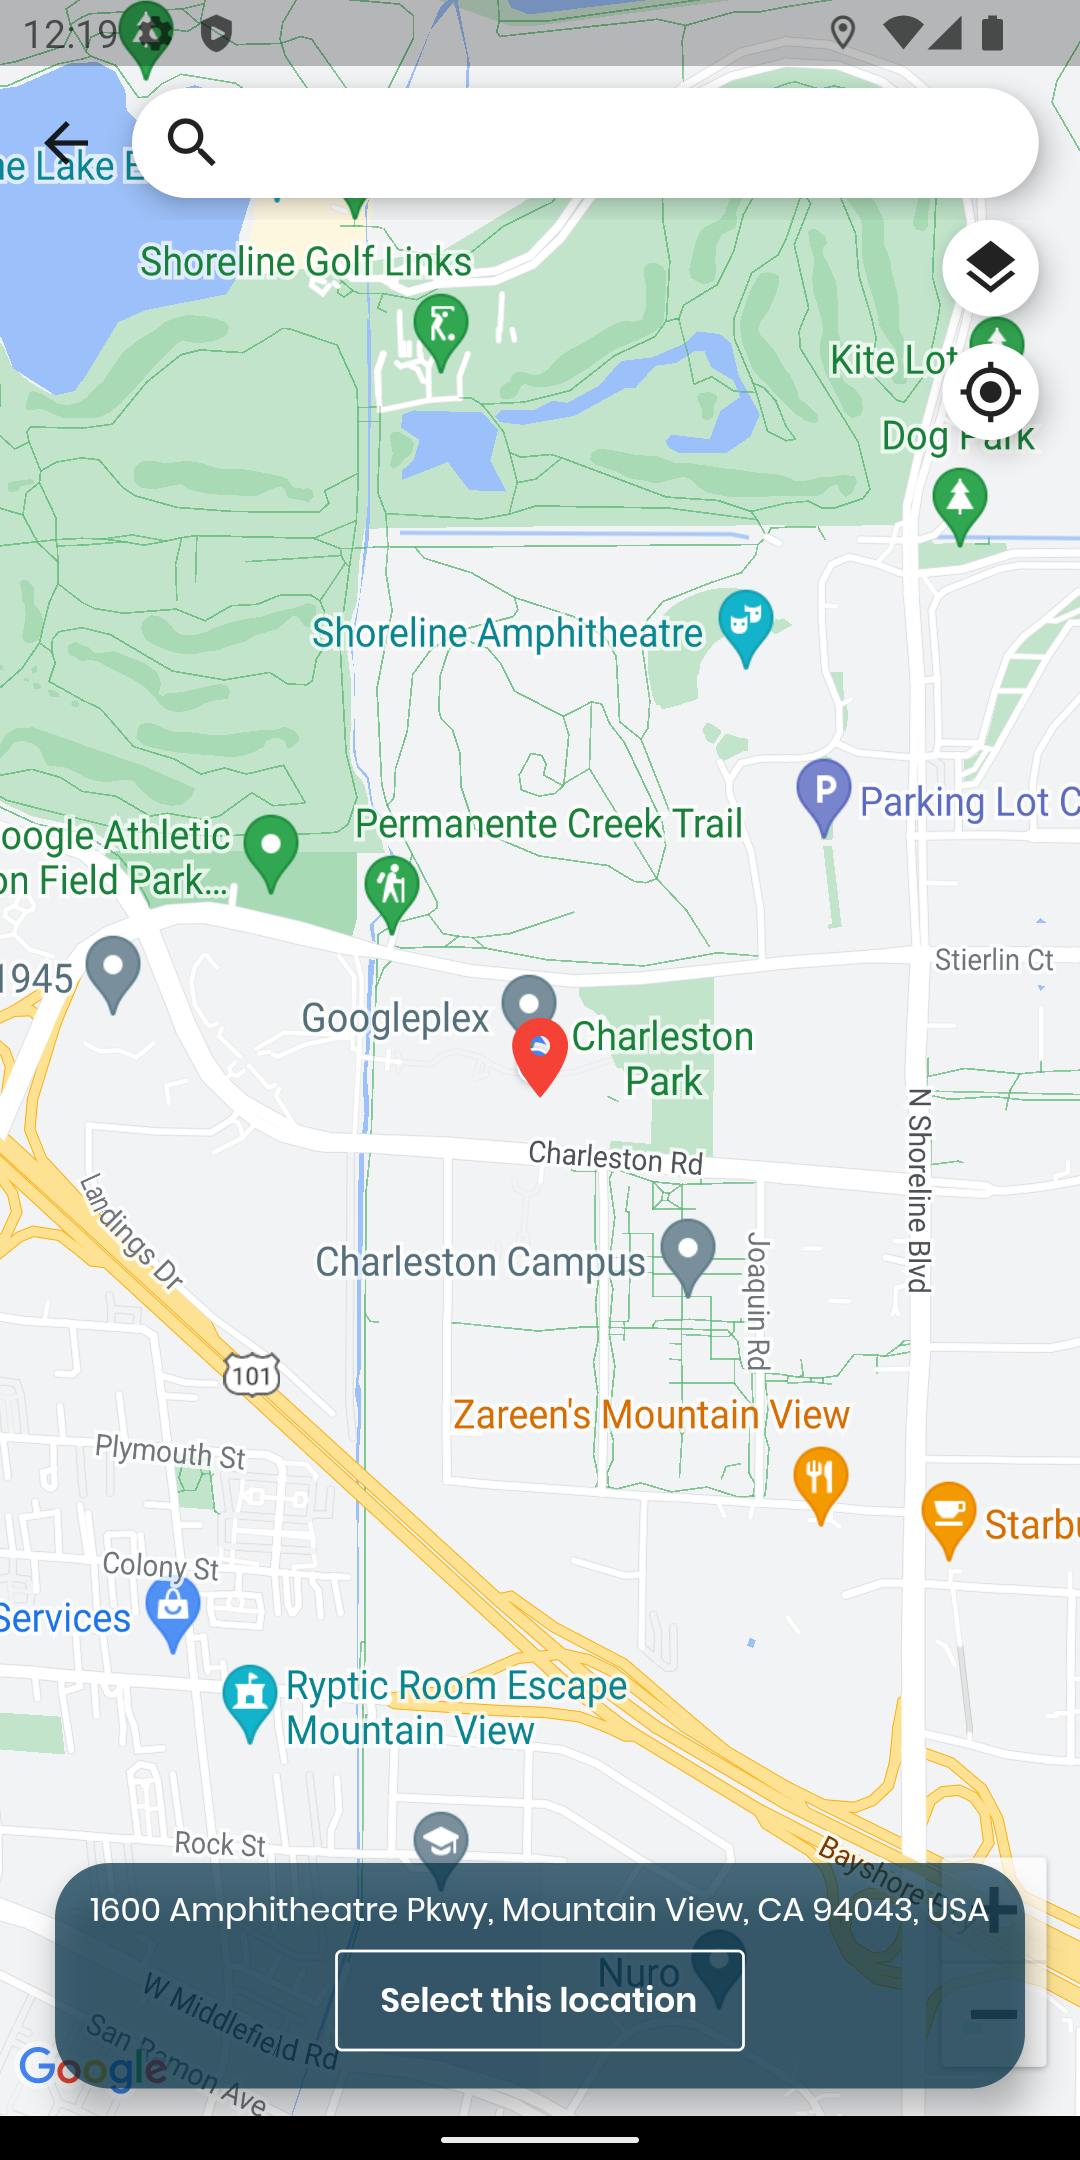 12:19
ne Lake E
Shoreline Golf Links
Kite Lot
Dog Park
Shoreline Amphitheatre
P
Parking Lot C
Permanente Creek Trail
oogle Athletic
on Field Park...
Stierlin Ct
1945
Googleplex
Charleston
Park
N Shoreline Blvd
Charleston Rd
Landings Dr
Charleston Campus
Joaquin Rd
101
Zareen's Mountain View
Plymouth St
Starbu
Colony St
Services
Ryptic Room Escape
Mountain View
Rock St
Bayshore
1600 Amphitheatre Pkwy, Mountain View, CA 94043, USA
Nuro
Select this location
W Middlefield Rd
San Ramon Ave
Google